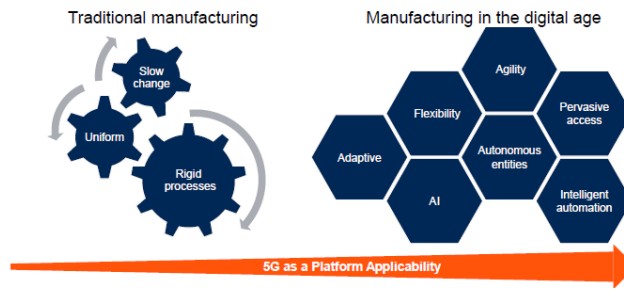 Traditional manufacturing
Manufacturing in the digital age
Slow
change
Uniform
Rigid
processes
Agility
Flexibility
Pervasive
access
Adaptive
Autonomous
entities
AI
Intelligent
automation
5G as a Platform Applicability